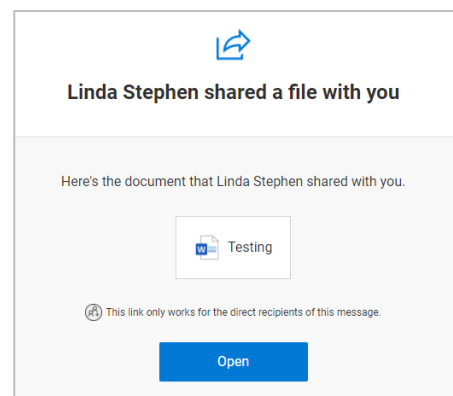 Linda Stephen shared a file with you
Here's the document that Linda Stephen shared with you.
Testing
This link only works for the direct recipients of this message.
Open